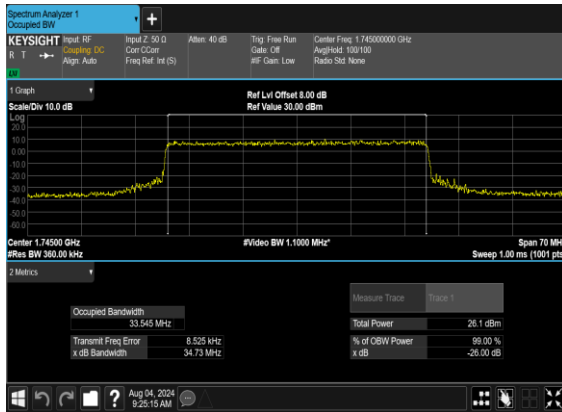 Spectrum Analyzer 1
Occupied BW
+
KEYSIGHT Input: RF Input Z: 50 Ω Atten: 40 dB Trig: Free Run Center Freq: 1.745000000 GHz
R T Coupling: DC Corr CCorr Gate: Off Avg|Hold: 100/100
Align: Auto Freq Ref: Int (S) #IF Gain: Low Radio Std: None
LW
1 Graph
Ref Lvl Offset 8.00 dB
Scale/Div 10.0 dB Ref Value 30.00 dBm
Log
20.0
10.0
0.00
-10.0
-20.0
-30.0
-40.0
-50.0
-60.0
Center 1.74500 GHz #Video BW 1.1000 MHz* Span 70 MH
#Res BW 360.00 kHz Sweep 1.00 ms (1001 pts
2 Metrics
Measure Trace Trace 1
Occupied Bandwidth
33.545 MHz Total Power 26.1 dBm
Transmit Freq Error 8.525 kHz % of OBW Power 99.00 %
x dB Bandwidth 34.73 MHz x dB -26.00 dB
? Aug 04, 2024
9:25:15 AM